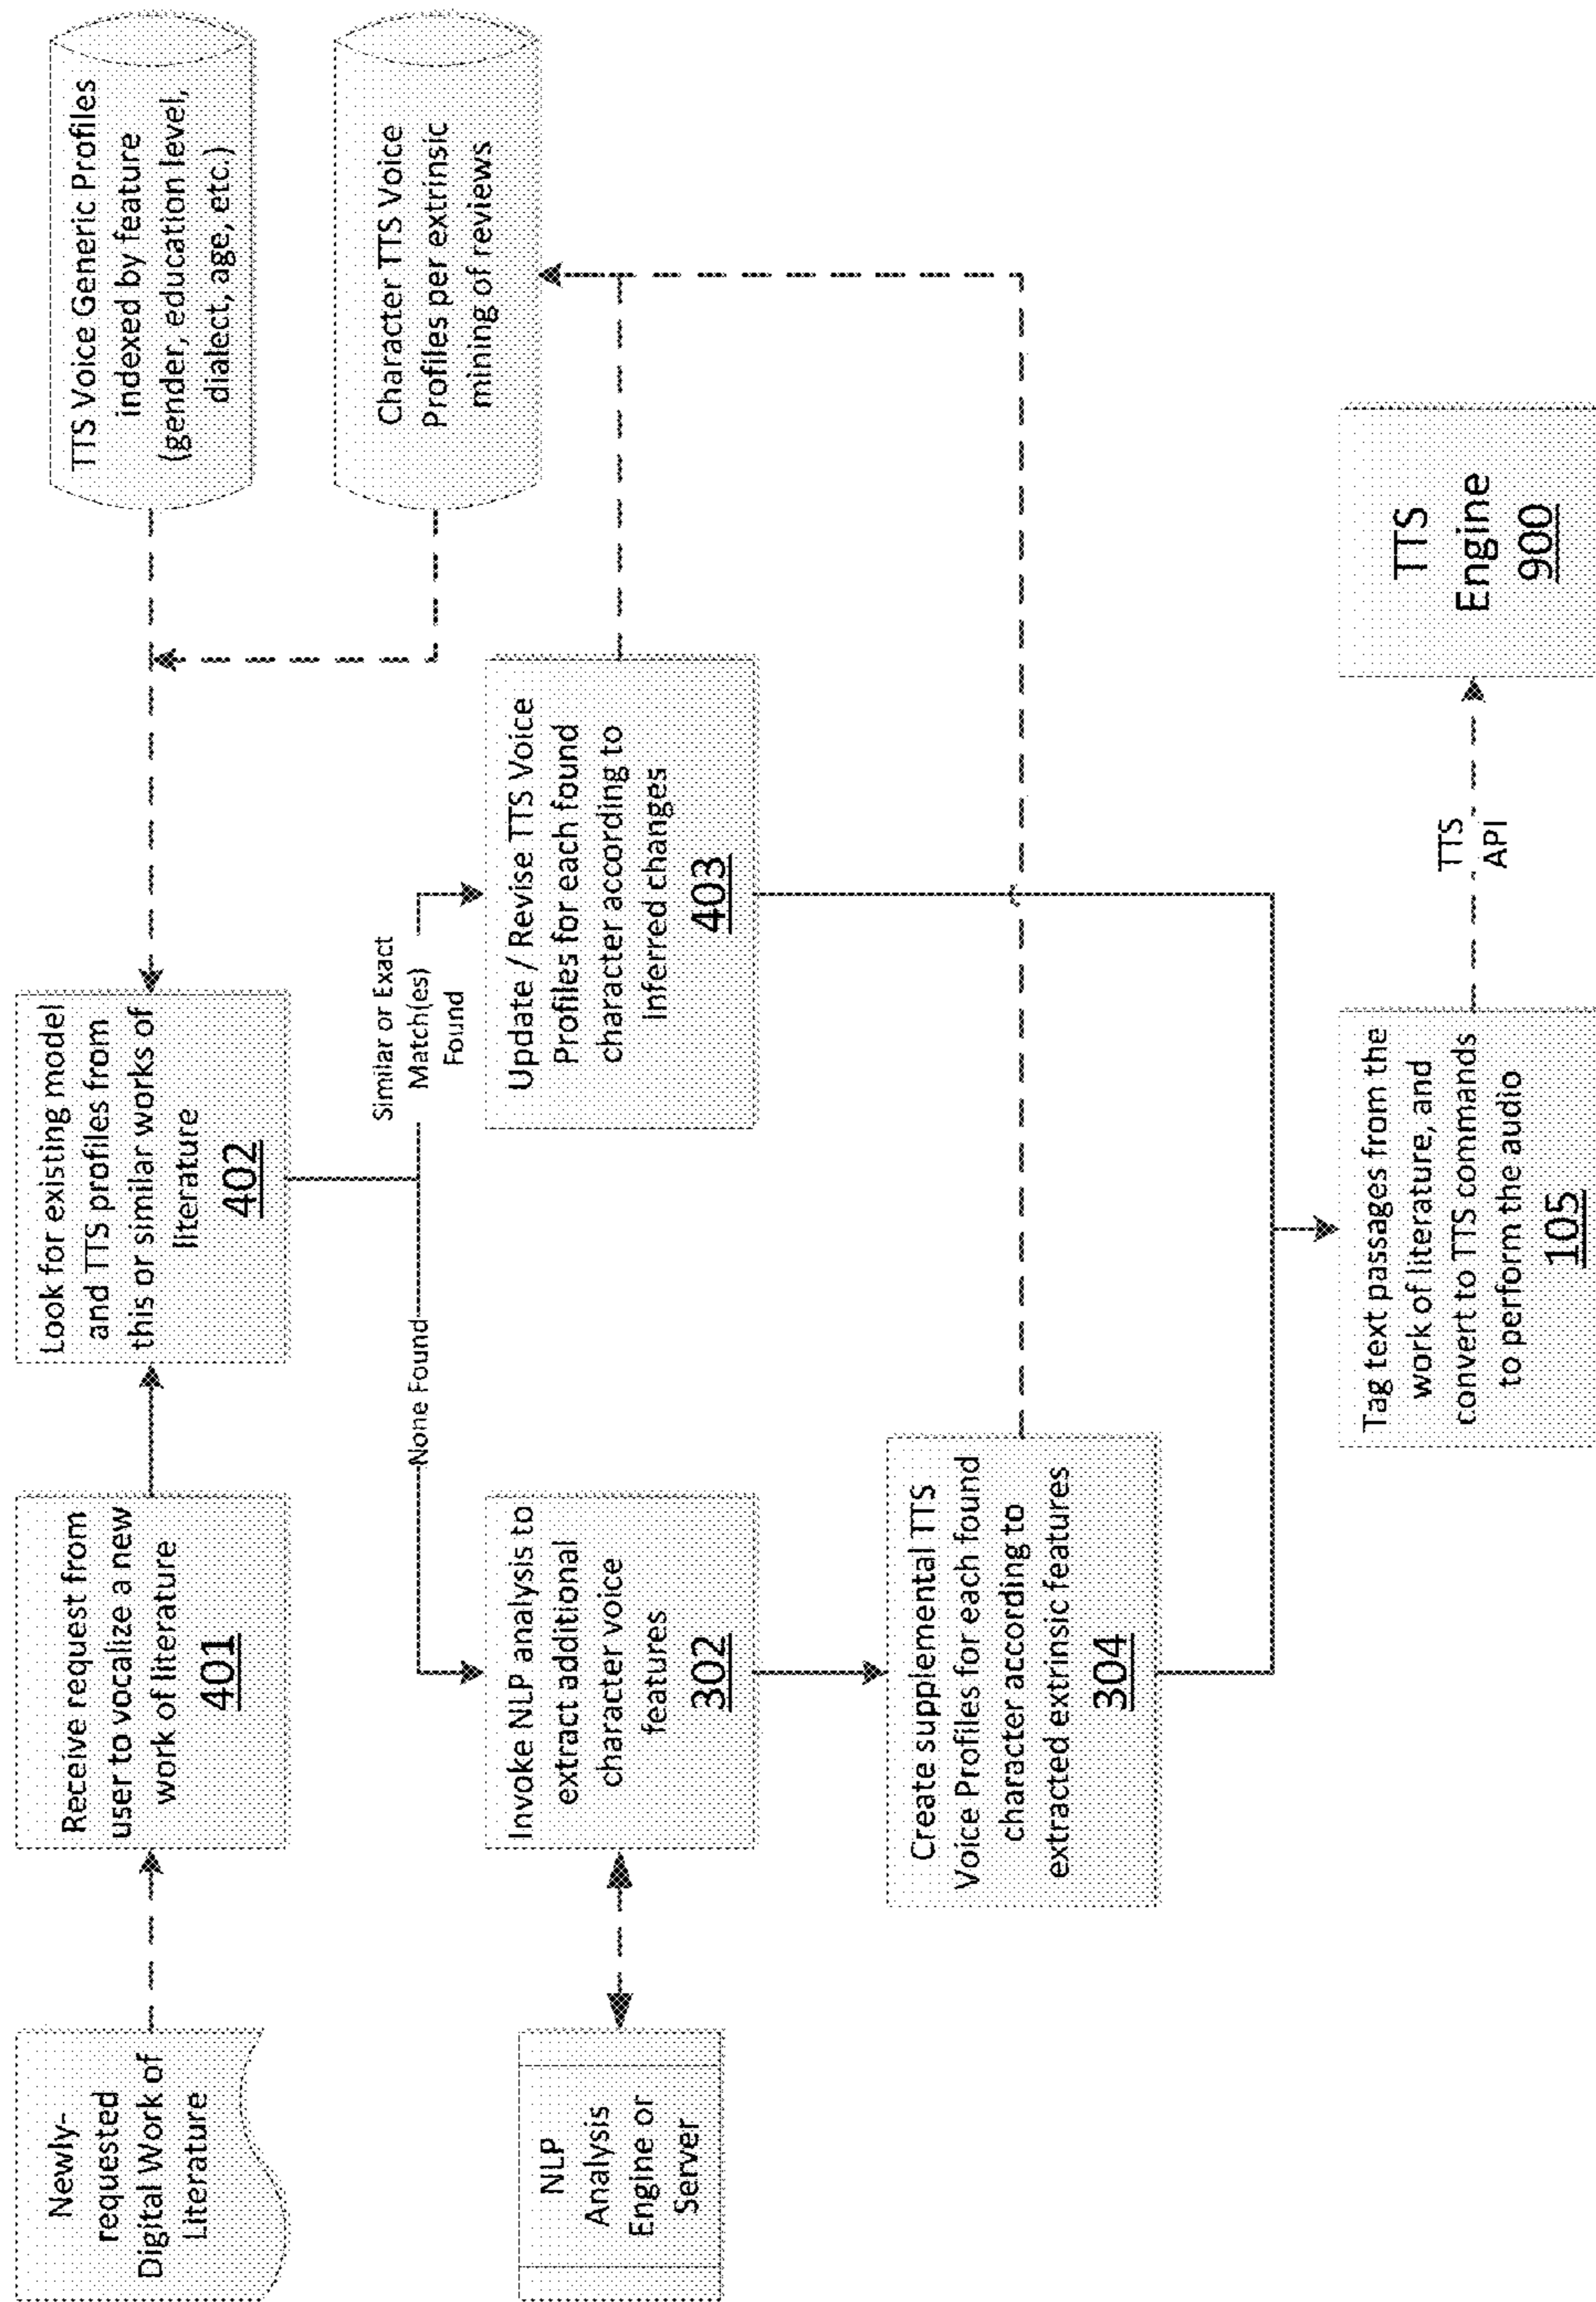 Newly-
requested
Digital Work of
Literature
Receive request from
user to vocalize a new
work of literature
401
Look for existing model
and TTS profiles from
this or similar works of
literature
402
TTS Voice Generic Profiles
indexed by feature
(gender, education level,
dialect, age, etc.)
Character TTS Voice
Profiles per extrinsic
mining of reviews
None Found
Similar or Exact
Match(es)
Found
NLP
Analysis
Engine or
Server
Invoke NLP analysis to
extract additional
character voice
features
302
Update / Revise TTS Voice
Profiles for each found
character according to
inferred changes
403
Create supplemental TTS
Voice Profiles for each found
character according to
extracted extrinsic features
304
Tag text passages from the
work of literature, and
convert to TTS commands
to perform the audio
105
TTS
API
TTS
Engine
900